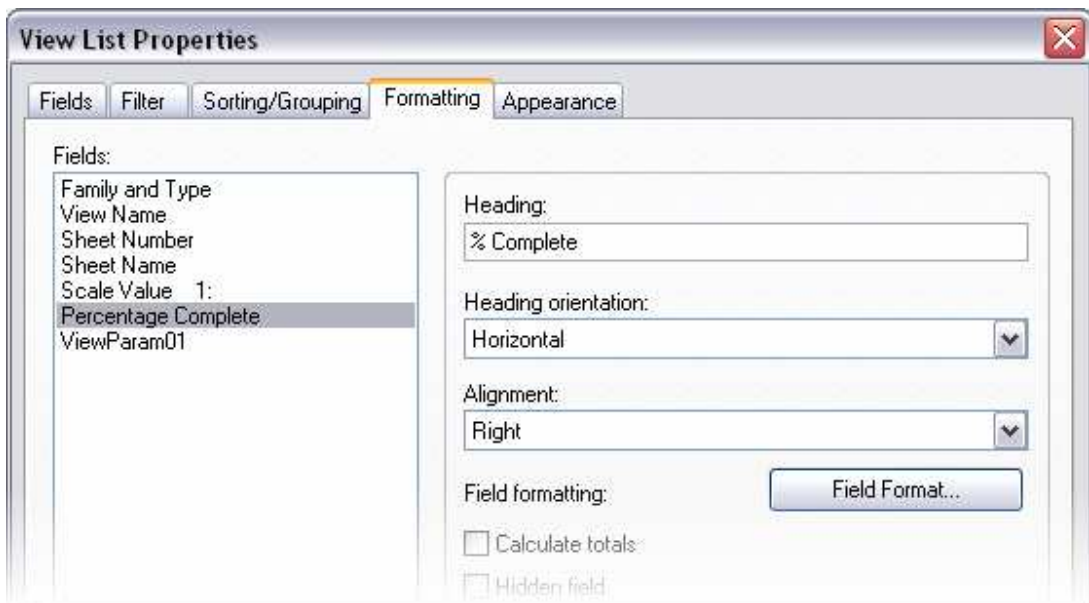 View List Properties
Fields Filter Sorting/Grouping Formatting Appearance
Fields:
Family and Type
View Name
Sheet Number
Sheet Name
Scale Value 1:
Percentage Complete
ViewParam01
Heading:
% Complete
Heading orientation:
Horizontal
Alignment:
Right
Field formatting:
Field Format...
Calculate totals
Hidden field